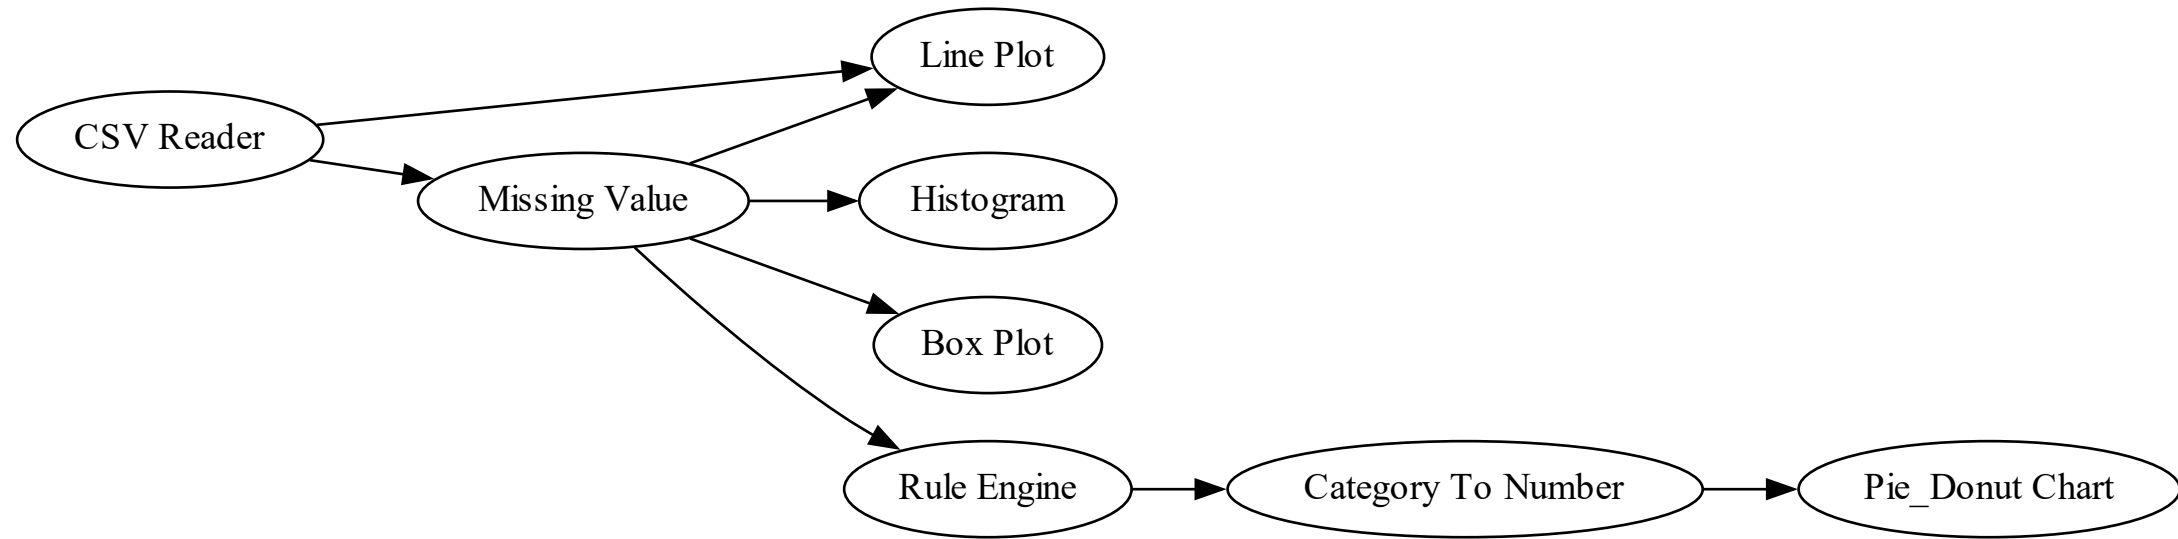 Line Plot
CSV Reader
Missing Value
Histogram
Box Plot
Rule Engine
Category To Number
Pie_Donut Chart